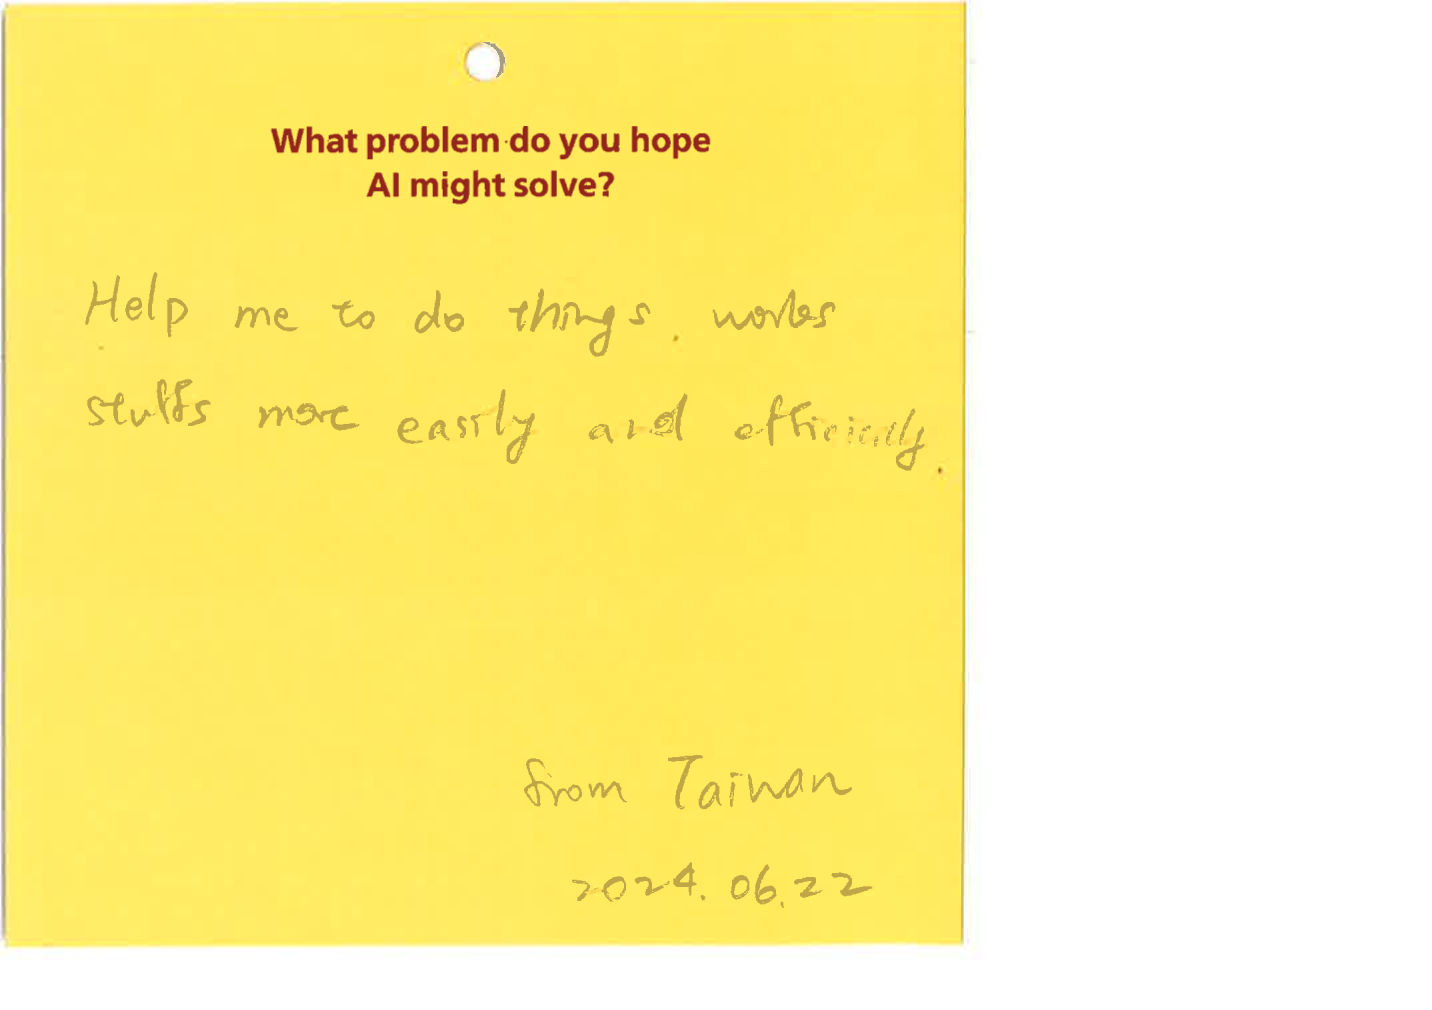 What problem do you hope
AI might solve?
Help me to do things. works
stuffs more easily and efficiently
from Taiwan
2024.06.22